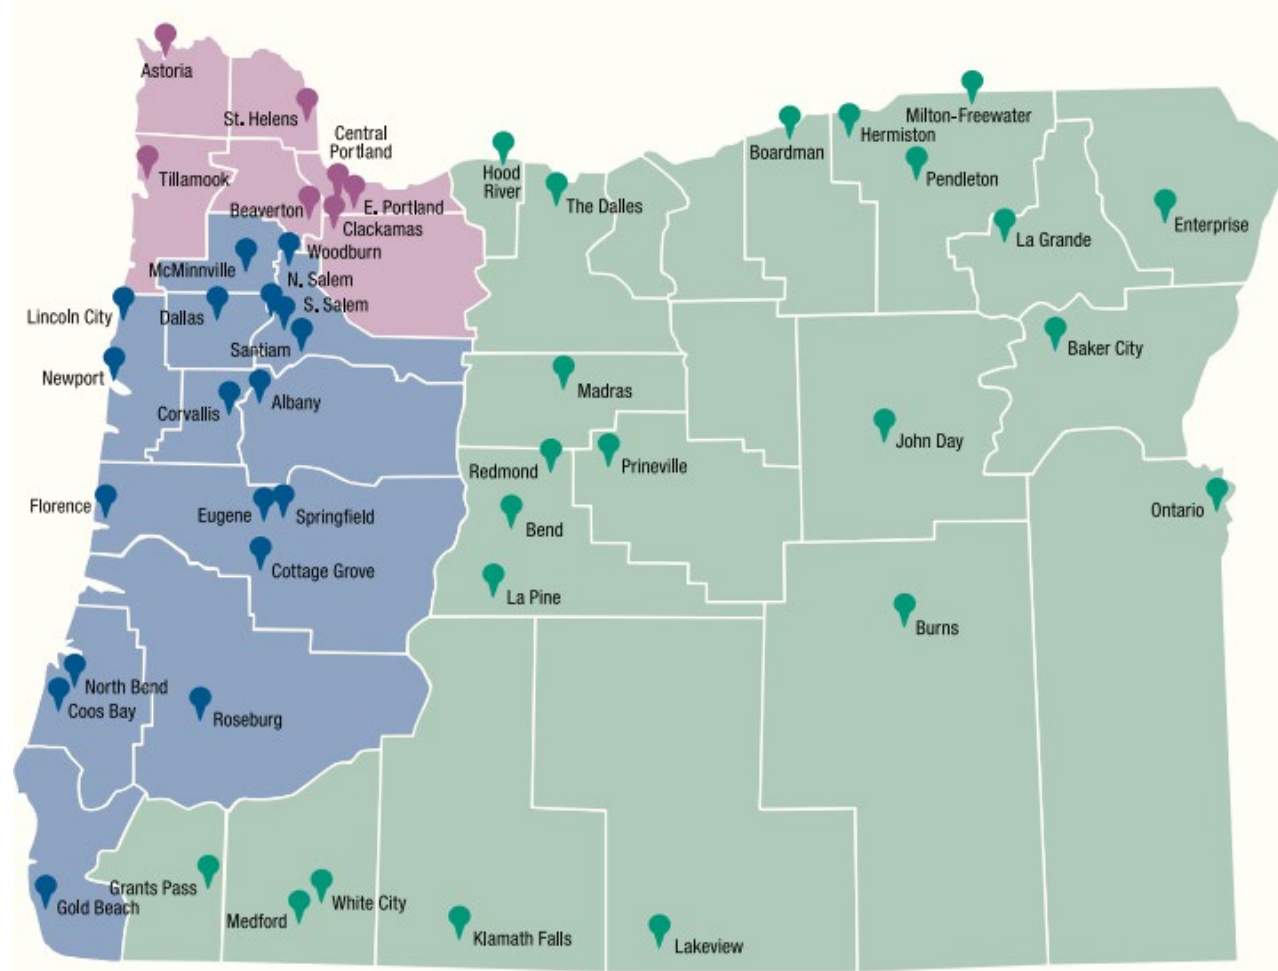 Astoria
St. Helens
Central
Portland
Tillamook
Beaverton
E. Portland
Clackamas
Hood
River
The Dalles
Boardman
Milton-Freewater
Hermiston
Pendleton
La Grande
Enterprise
Woodburn
McMinnville
N. Salem
S. Salem
Lincoln City
Dallas
Santiam
Newport
Corvallis
Albany
Madras
Baker City
John Day
Redmond
Prineville
Florence
Eugene
Springfield
Bend
Ontario
Cottage Grove
La Pine
Burns
North Bend
Coos Bay
Roseburg
Grants Pass
Gold Beach
White City
Medford
Klamath Falls
Lakeview